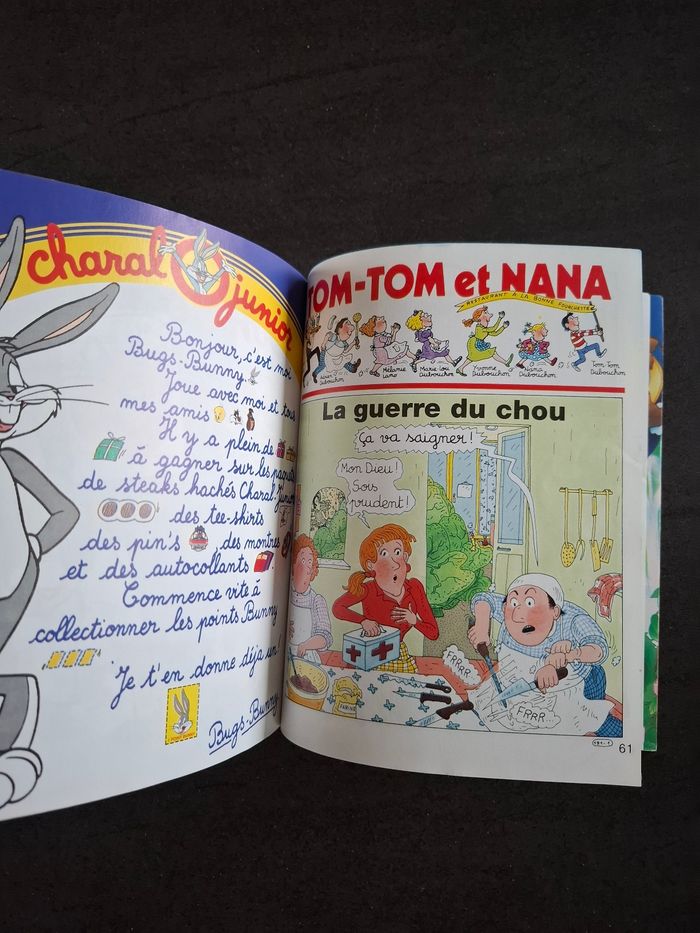 charal
junior
Bonjour, c'est moi
Bugs-Bunny.
Joue avec moi et tous
mes amis
Il y a plein de
à gagner sur les paquets
de steaks hachés Charal Junior
des tee-shirts
des pin's des montres
et des autocollants
Commence vite à
collectionner les points Bunny
Je t'en donne déjà un!
Bugs-Bunny
TOM-TOM et NANA
RESTAURANT À LA BONNE FOURCHETTE
Dubouchon
Mélanie
Marie-Lou
Dubouchon
Yvonne
Dubouchon
Nana
Dubouchon
Tom-Tom
Dubouchon
La guerre du chou
Ça va saigner!
Mon Dieu!
Sois
prudent!
FRRR
FRRR
FARINE
61